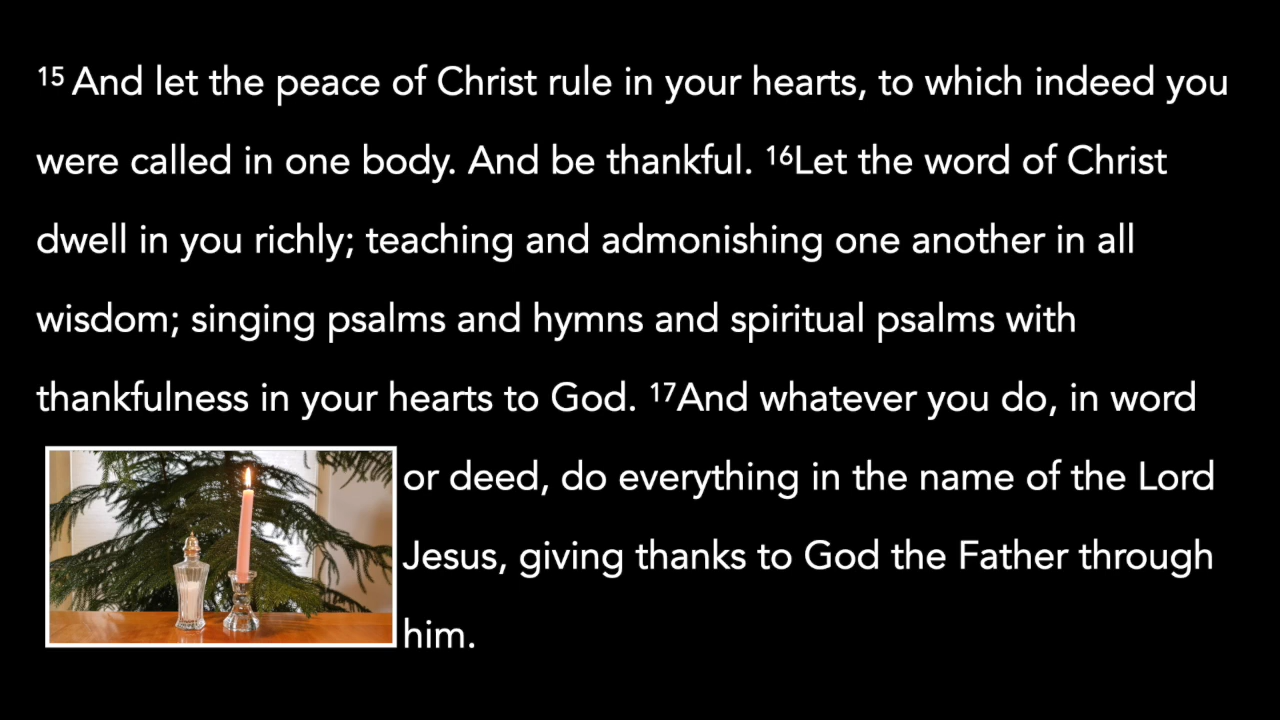 15 And let the peace of Christ rule in your hearts, to which indeed you
were called in one body. And be thankful. 16Let the word of Christ
dwell in you richly; teaching and admonishing one another in all
wisdom; singing psalms and hymns and spiritual psalms with
thankfulness in your hearts to God. 17And whatever you do, in word
or deed, do everything in the name of the Lord
Jesus, giving thanks to God the Father through
him.